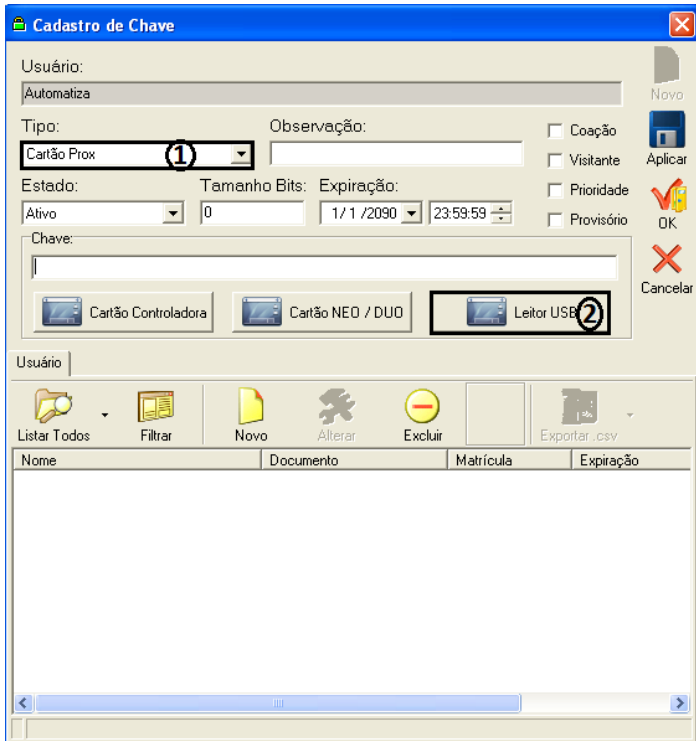 Cadastro de Chave
Usuário:
Automatiza
Novo
Tipo:
Observação:
Coação
Cartão Prox
1
Visitante
Aplicar
Estado:
Tamanho Bits:
Expiração:
Prioridade
Ativo
0
1/ 1 /2090
23:59:59
Provisório
OK
Chave:
Cancelar
Cartão Controladora
Cartão NEO / DUO
Leitor USB
2
Usuário
Listar Todos
Filtrar
Novo
Alterar
Excluir
Exportar .csv
Nome
Documento
Matrícula
Expiração